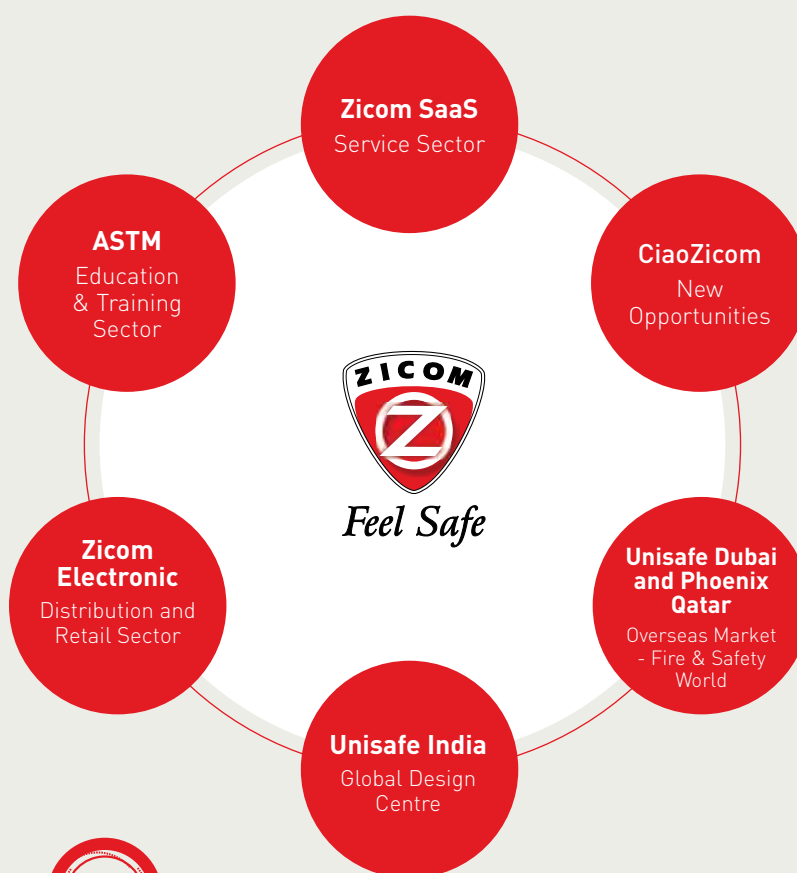 Zicom SaaS
Service Sector
ASTM
Education
& Training
Sector
CiaoZicom
New
Opportunities
ZICOM
Z
Feel Safe
Zicom
Electronic
Distribution and
Retail Sector
Unisafe Dubai
and Phoenix
Qatar
Overseas Market
- Fire & Safety
World
Unisafe India
Global Design
Centre